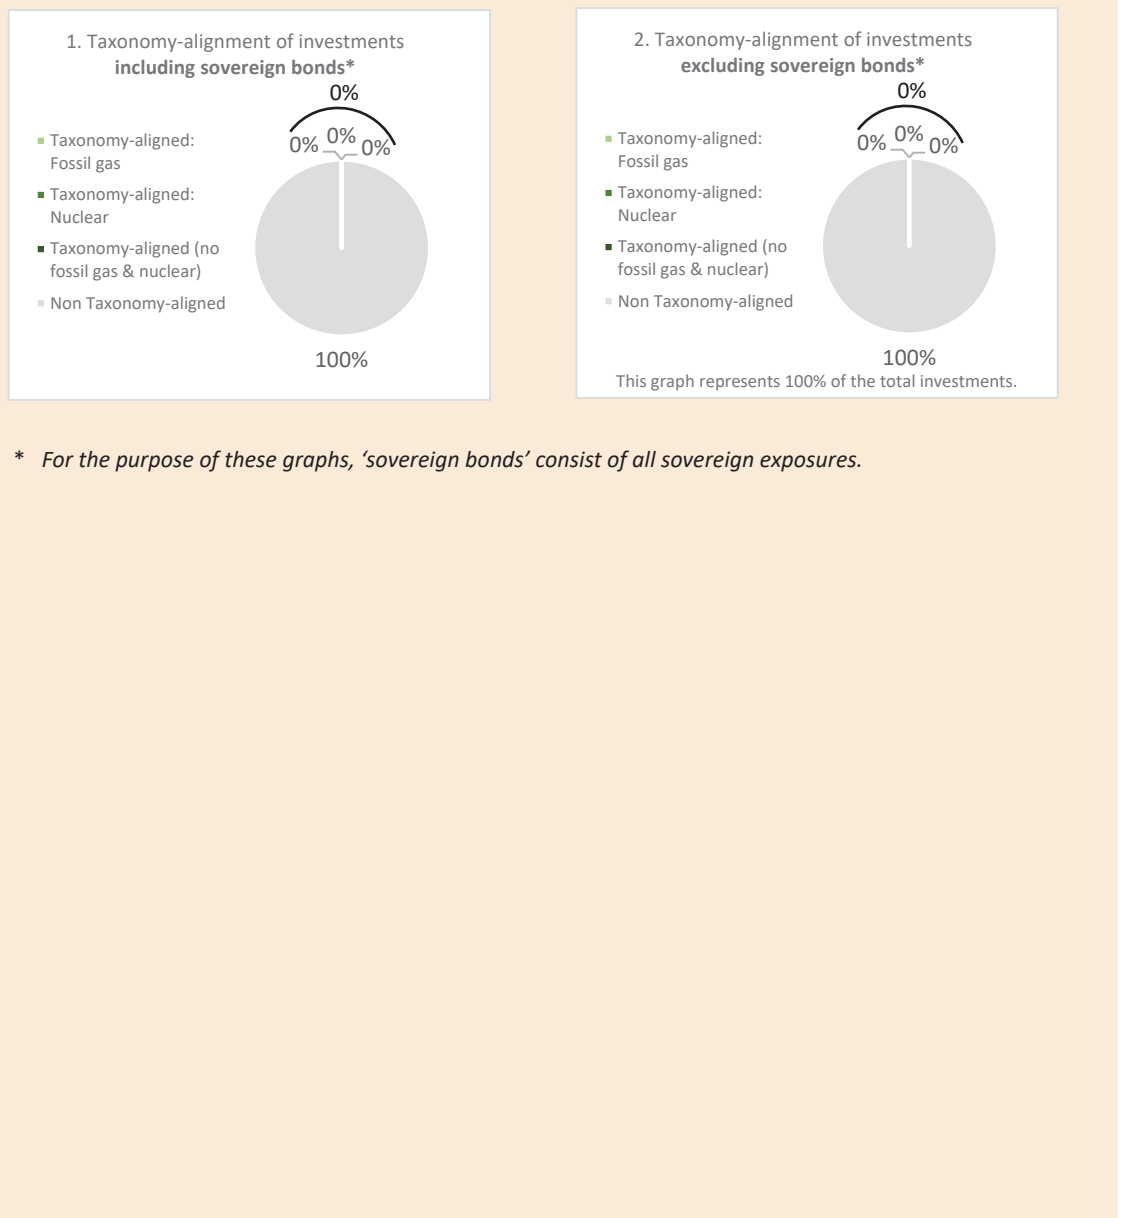 1. Taxonomy-alignment of investments
including sovereign bonds*
0%
0%
0%
0%
Taxonomy-aligned:
Fossil gas
Taxonomy-aligned:
Nuclear
Taxonomy-aligned (no
fossil gas & nuclear)
Non Taxonomy-aligned
100%
2. Taxonomy-alignment of investments
excluding sovereign bonds*
0%
0%
0%
0%
Taxonomy-aligned:
Fossil gas
Taxonomy-aligned:
Nuclear
Taxonomy-aligned (no
fossil gas & nuclear)
Non Taxonomy-aligned
100%
This graph represents 100% of the total investments.
* For the purpose of these graphs, ‘sovereign bonds’ consist of all sovereign exposures.